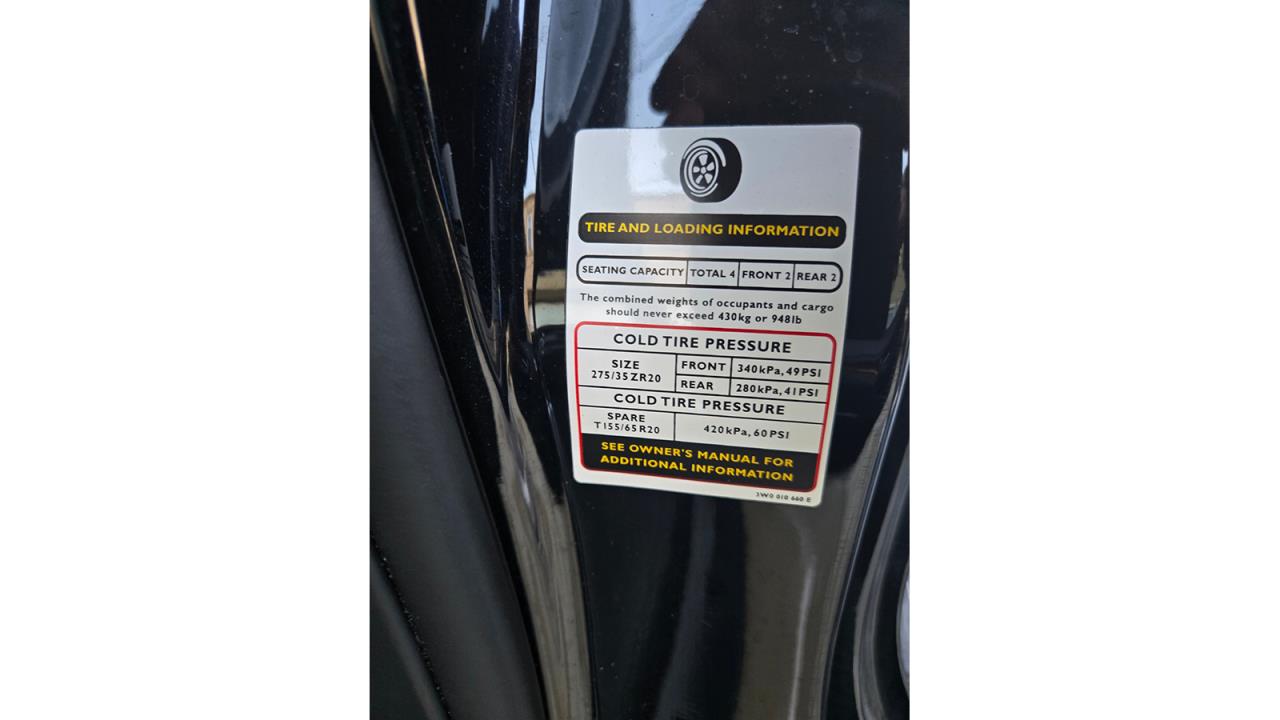 TIRE AND LOADING INFORMATION
SEATING CAPACITY TOTAL 4 FRONT 2 REAR 2
The combined weights of occupants and cargo
should never exceed 430kg or 948lb
COLD TIRE PRESSURE
SIZE
275/35 ZR20
FRONT 340kPa, 49PSI
REAR 280kPa, 41PSI
COLD TIRE PRESSURE
SPARE
T155/65R20
420kPa, 60PSI
SEE OWNER'S MANUAL FOR
ADDITIONAL INFORMATION
3W0 010 660 E